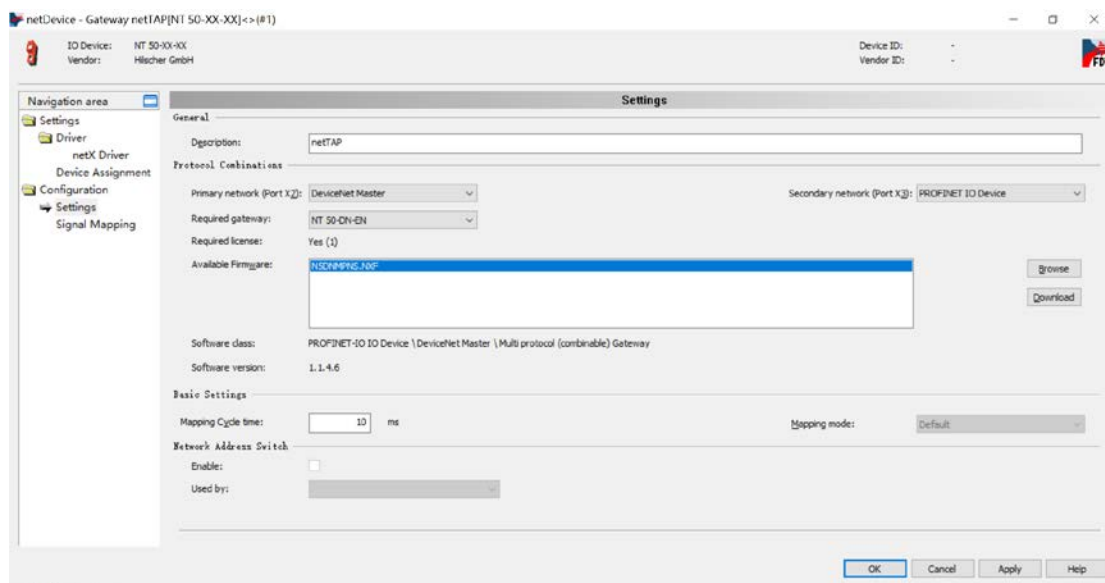 netDevice - Gateway netTAP[NT 50-XX-XX]<>(#1)
IO Device: NT 50-XX-XX Device ID: -
Vendor: Hilscher GmbH Vendor ID: -
FD
Navigation area
Settings
Driver
netX Driver
Device Assignment
Configuration
Settings
Signal Mapping
Settings
General
Description: netTAP
Protocol Combinations
Primary network (Port X2): DeviceNet Master Secondary network (Port X3): PROFINET IO Device
Required gateway: NT 50-DN-EN
Required license: Yes (1)
Available Firmware: NSDNMPNS.NXF
Browse
Download
Software class: PROFINET-IO IO Device \ DeviceNet Master \ Multi protocol (combinable) Gateway
Software version: 1.1.4.6
Basic Settings
Mapping Cycle time: 10 ms Mapping mode: Default
Network Address Switch
Enable:
Used by:
OK Cancel Apply Help